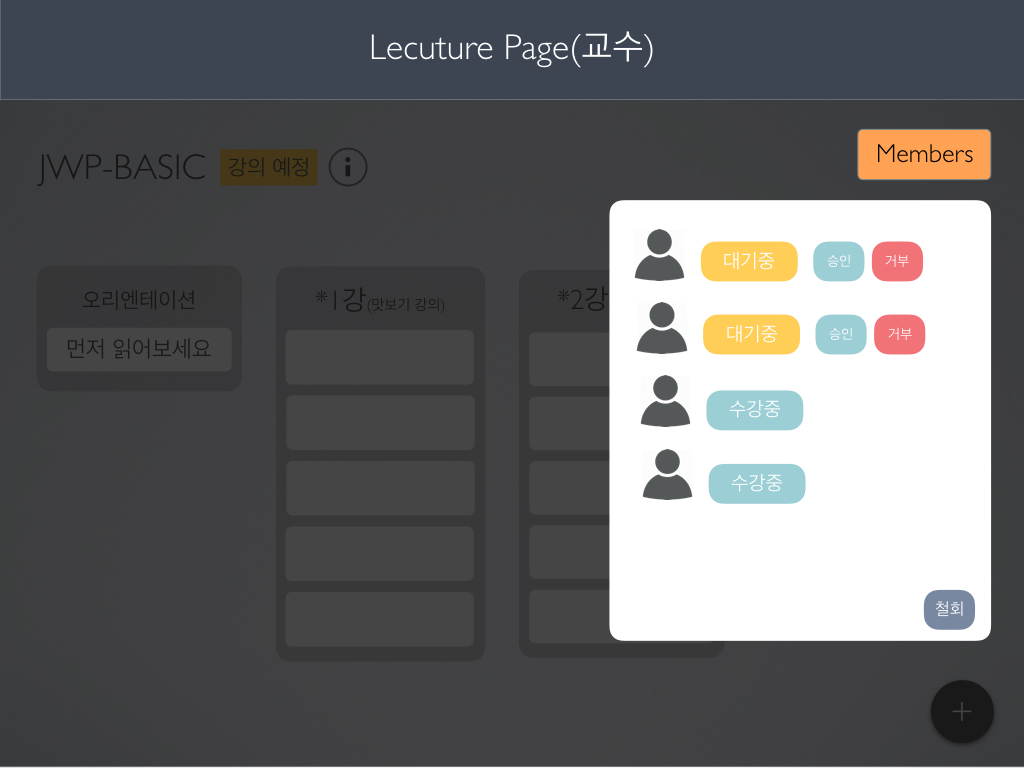 Lecuture Page(교수)
JWP-BASIC 강의 예정 i
Members
오리엔테이션
먼저 읽어보세요
*1강(맛보기 강의)
*2강
대기중 승인 거부
대기중 승인 거부
수강중
수강중
철회
+